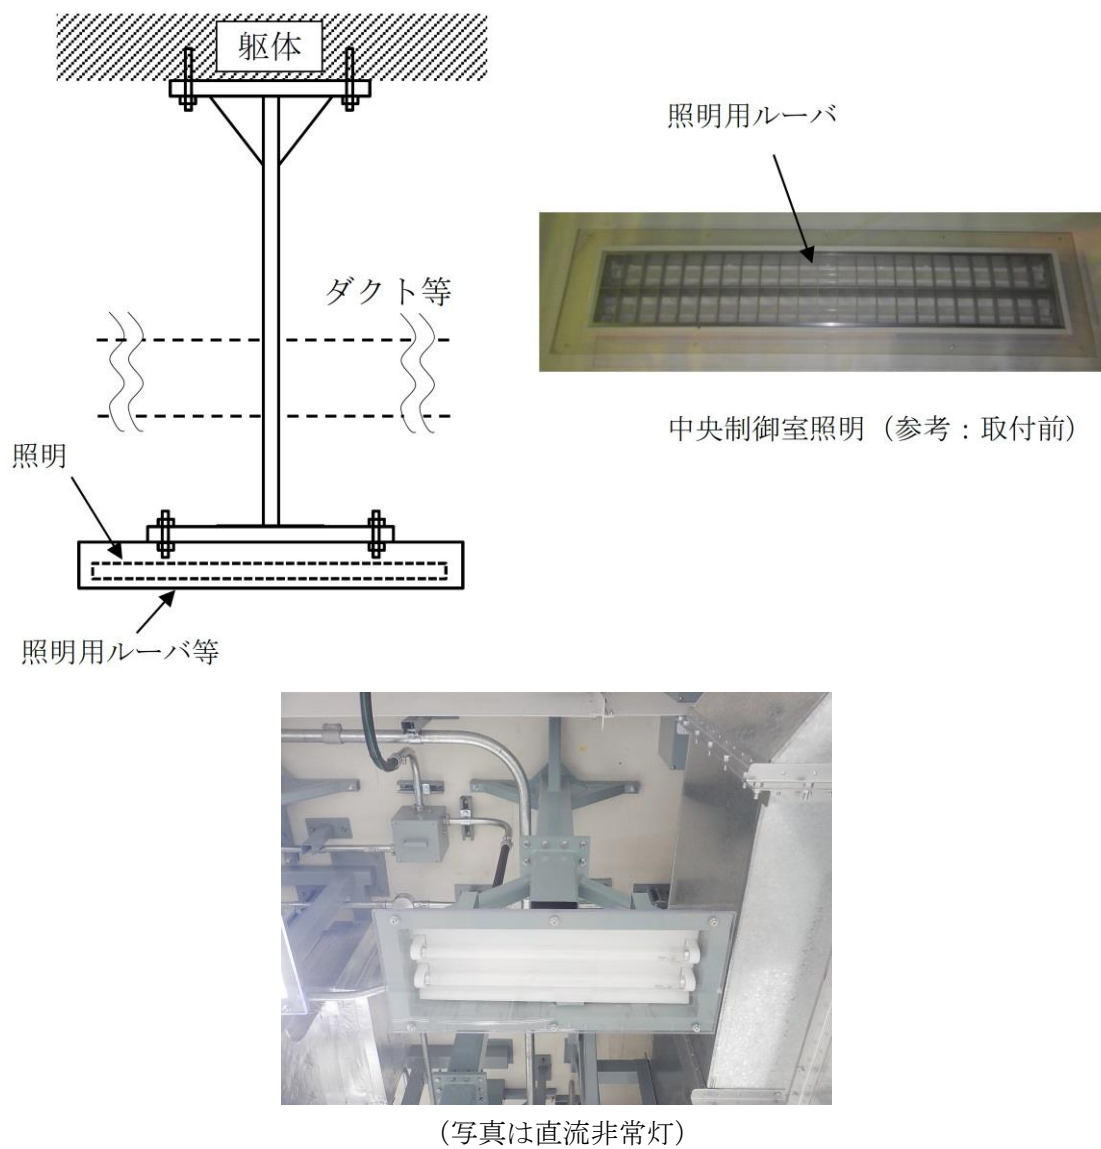 躯体
照明用ルーバ
ダクト等
中央制御室照明（参考：取付前）
照明
照明用ルーバ等
（写真は直流非常灯）